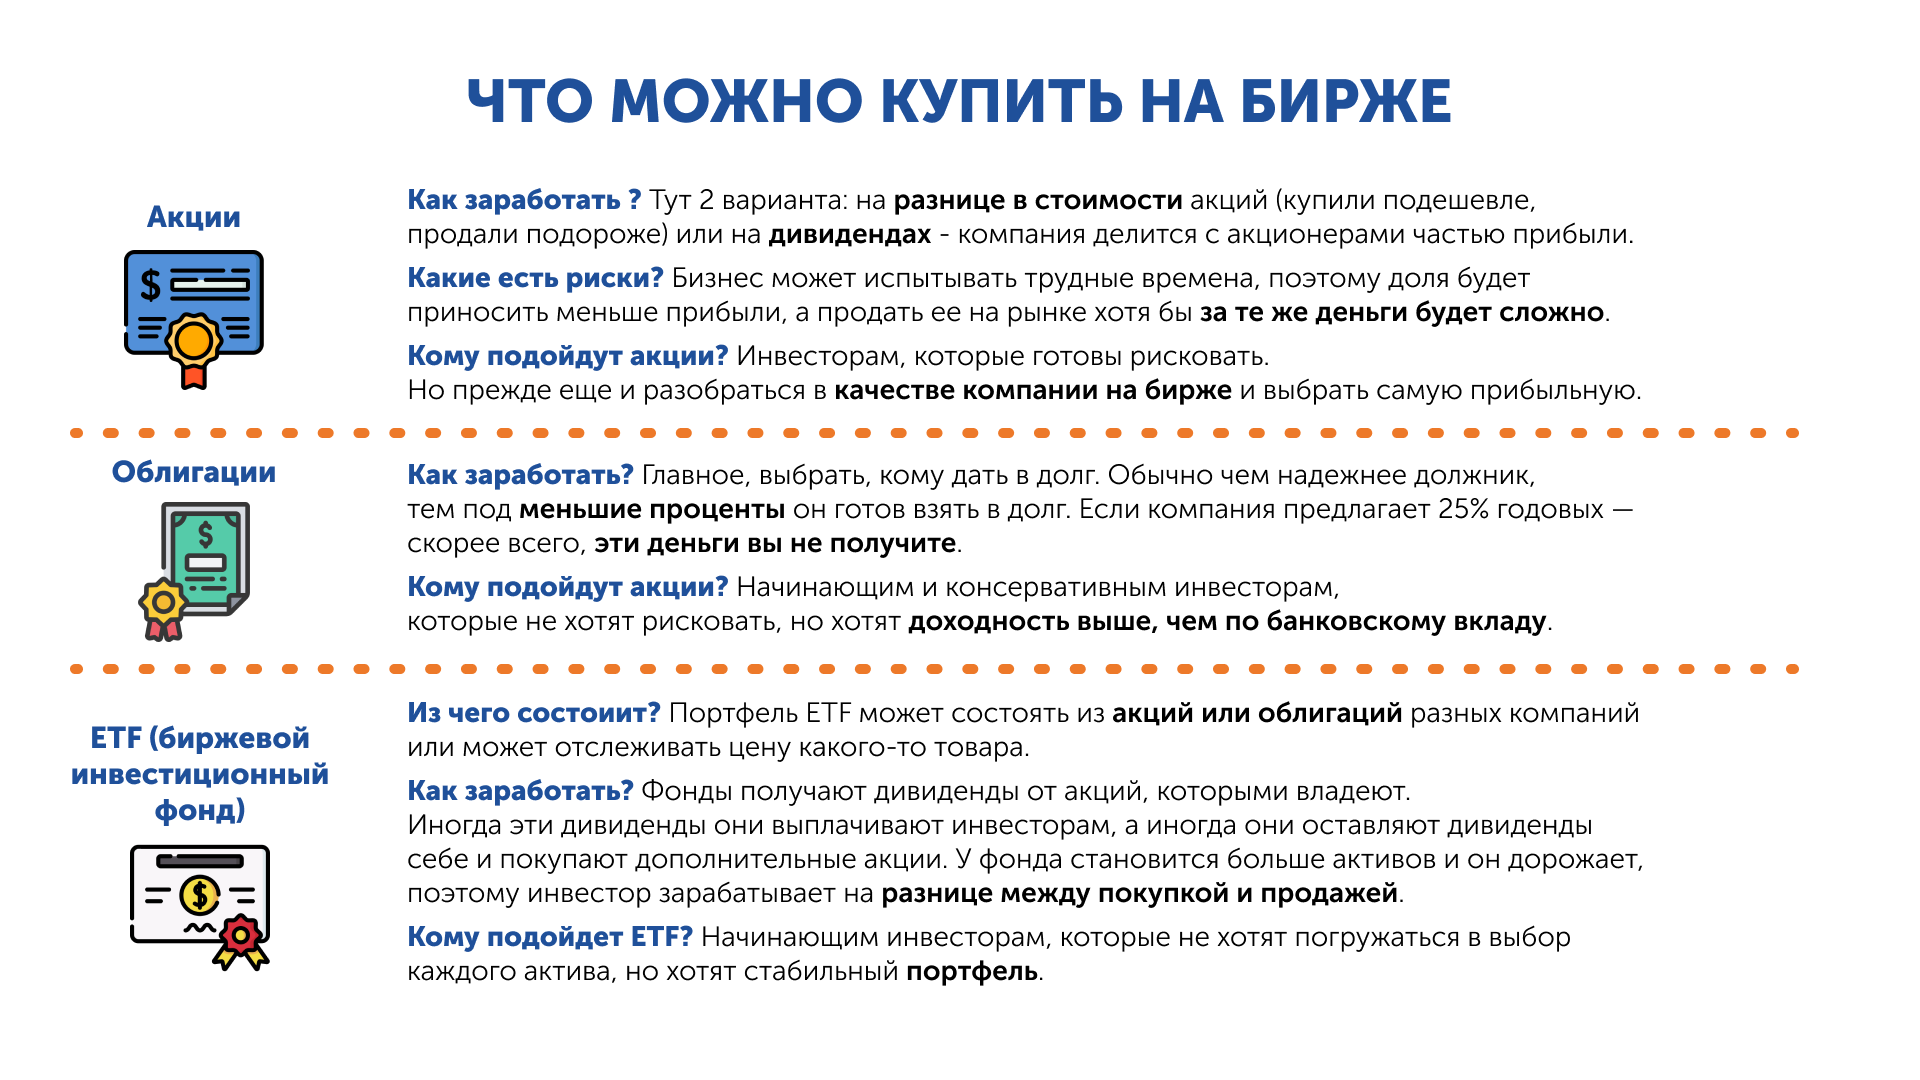 ЧТО МОЖНО КУПИТЬ НА БИРЖЕ
Акции
Как заработать ? Тут 2 варианта: на разнице в стоимости акций (купили подешевле,
продали подороже) или на дивидендах - компания делится с акционерами частью прибыли.
Какие есть риски? Бизнес может испытывать трудные времена, поэтому доля будет
приносить меньше прибыли, а продать ее на рынке хотя бы за те же деньги будет сложно.
Кому подойдут акции? Инвесторам, которые готовы рисковать.
Но прежде еще и разобраться в качестве компании на бирже и выбрать самую прибыльную.
Облигации
Как заработать? Главное, выбрать, кому дать в долг. Обычно чем надежнее должник,
тем под меньшие проценты он готов взять в долг. Если компания предлагает 25% годовых —
скорее всего, эти деньги вы не получите.
Кому подойдут акции? Начинающим и консервативным инвесторам,
которые не хотят рисковать, но хотят доходность выше, чем по банковскому вкладу.
ETF (биржевой
инвестиционный
фонд)
Из чего состоиит? Портфель ETF может состоять из акций или облигаций разных компаний
или может отслеживать цену какого-то товара.
Как заработать? Фонды получают дивиденды от акций, которыми владеют.
Иногда эти дивиденды они выплачивают инвесторам, а иногда они оставляют дивиденды
себе и покупают дополнительные акции. У фонда становится больше активов и он дорожает,
поэтому инвестор зарабатывает на разнице между покупкой и продажей.
Кому подойдет ETF? Начинающим инвесторам, которые не хотят погружаться в выбор
каждого актива, но хотят стабильный портфель.